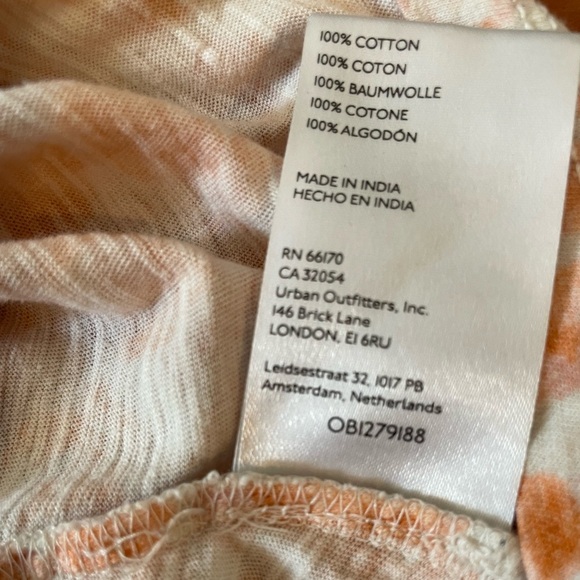 100% COTTON
100% COTON
100% BAUMWOLLE
100% COTONE
100% ALGODÓN
MADE IN INDIA
HECHO EN INDIA
RN 66170
CA 32054
Urban Outfitters, Inc.
146 Brick Lane
LONDON, E1 6RU
Leidsestraat 32, 1017 PB
Amsterdam, Netherlands
OB1279188